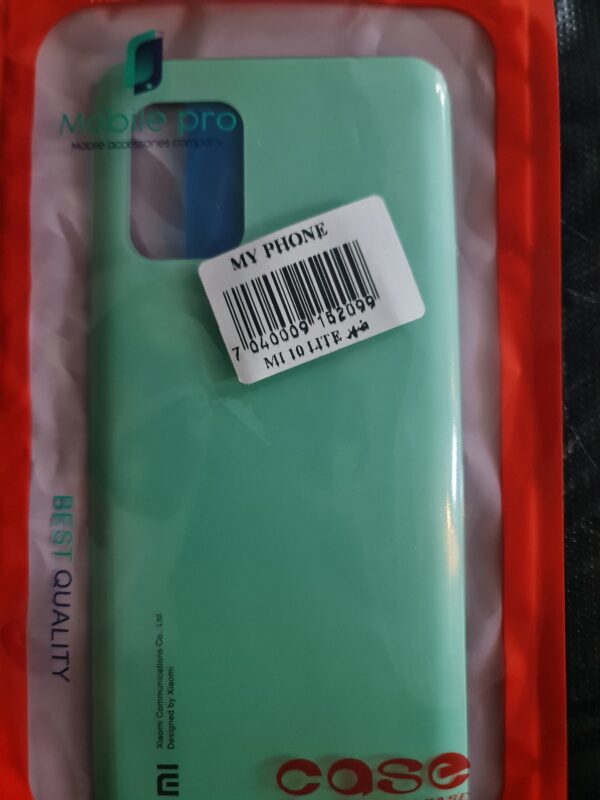 Mobile pro
Mobile accessories company
MY PHONE
7 040009 152099
MI 10 LITE
BEST QUALITY
Xiaomi Communications Co., Ltd.
Designed by Xiaomi
mi
case
CASE